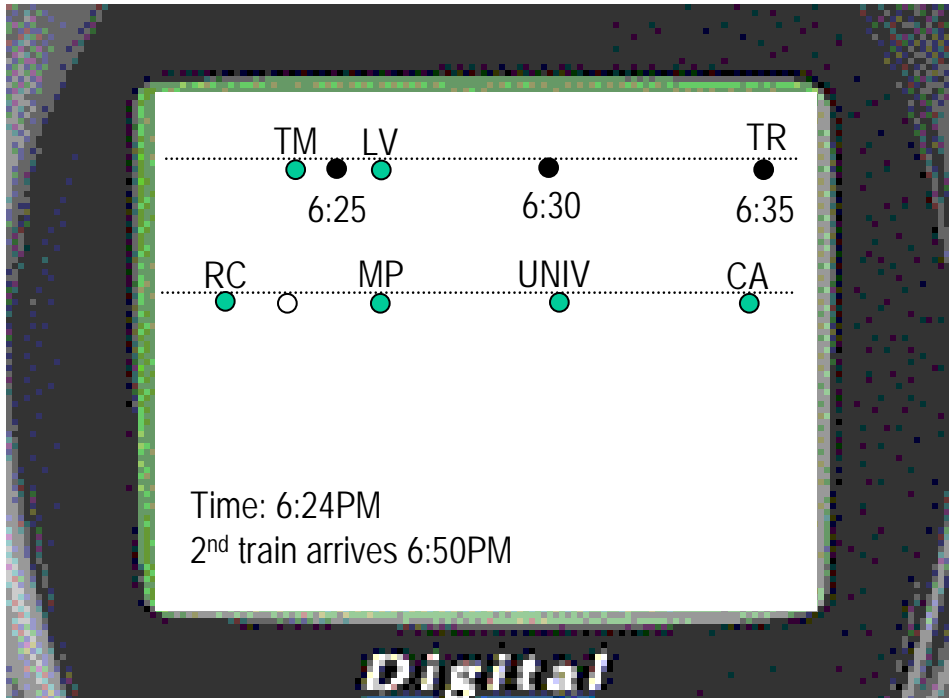 TM LV TR
6:25 6:30 6:35
RC MP UNIV CA
Time: 6:24PM
2nd train arrives 6:50PM
Digital